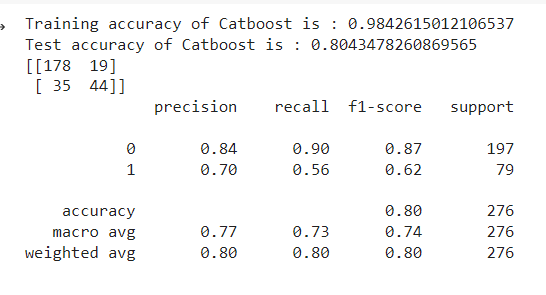 Training accuracy of Catboost is : 0.9842615012106537
Test accuracy of Catboost is : 0.8043478260869565
[[178  19]
 [ 35  44]]
              precision    recall  f1-score   support

           0       0.84      0.90      0.87       197
           1       0.70      0.56      0.62        79

    accuracy                           0.80       276
   macro avg       0.77      0.73      0.74       276
weighted avg       0.80      0.80      0.80       276